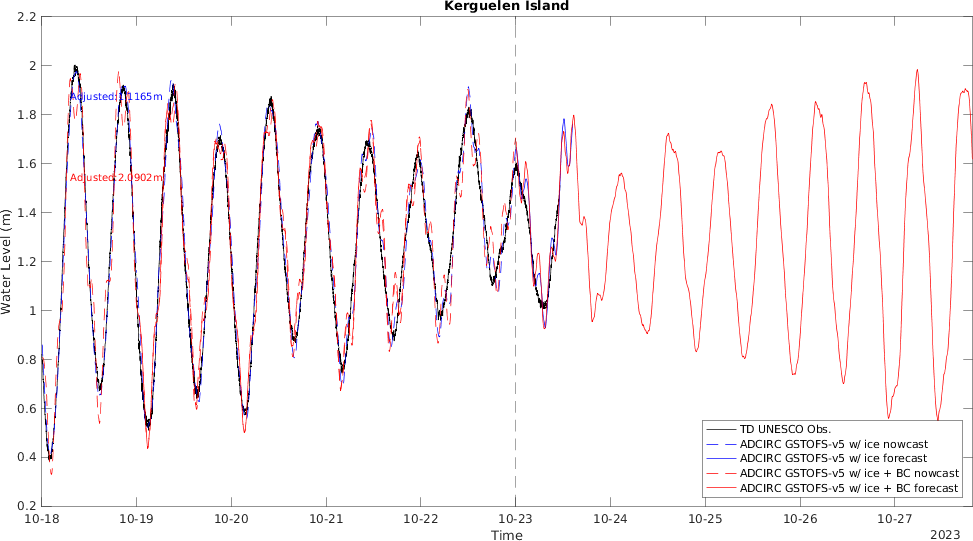 Kerguelen Island
2.2
2
1.8
1.6
1.4
1.2
1
0.8
0.6
0.4
0.2
Water Level (m)
Adjusted:2.0902m
TD UNESCO Obs.
ADCIRC GSTOFS-v5 w/ ice nowcast
ADCIRC GSTOFS-v5 w/ ice forecast
ADCIRC GSTOFS-v5 w/ ice + BC nowcast
ADCIRC GSTOFS-v5 w/ ice + BC forecast
10-18 10-19 10-20 10-21 10-22 10-23 10-24 10-25 10-26 10-27
Time
2023